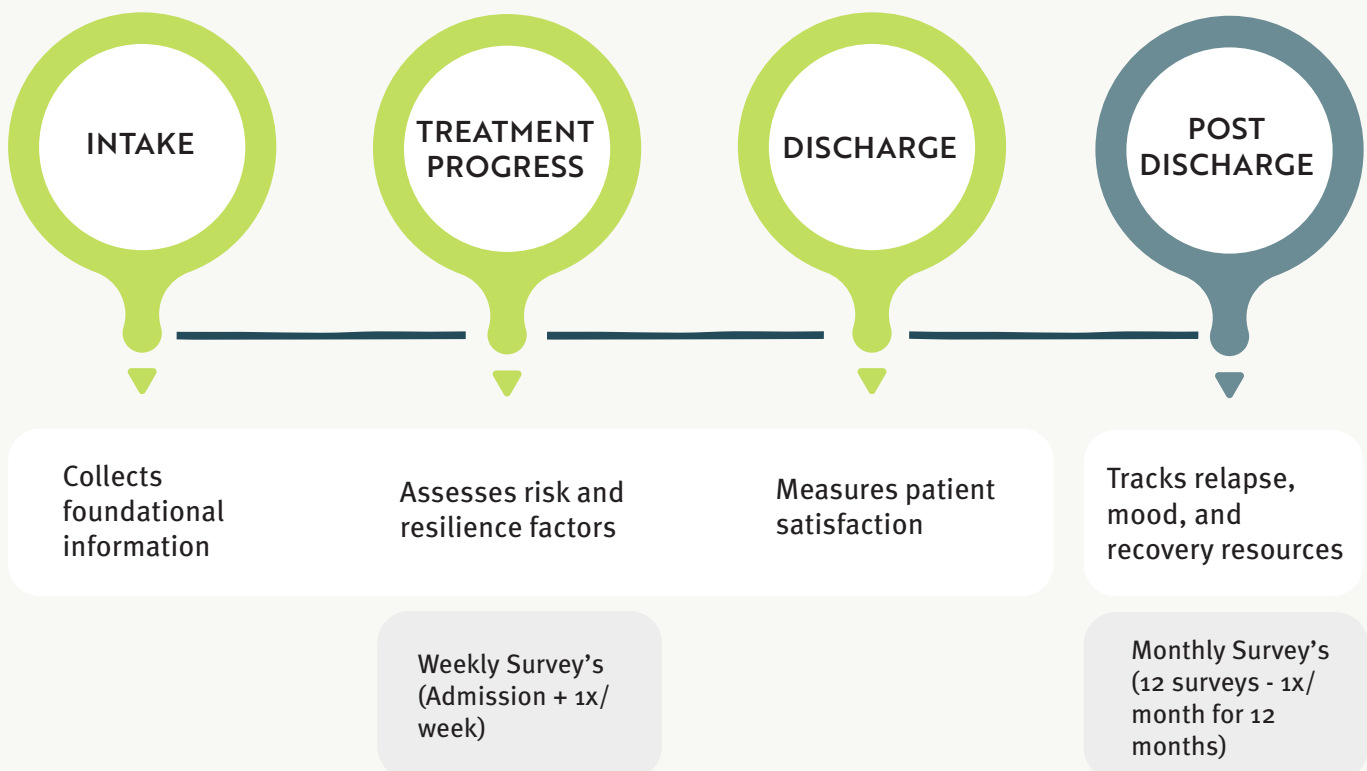 INTAKE
TREATMENT
PROGRESS
DISCHARGE
POST
DISCHARGE
Collects
foundational
information
Assesses risk and
resilience factors
Measures patient
satisfaction
Tracks relapse,
mood, and
recovery resources
Weekly Survey’s
(Admission + 1x/
week)
Monthly Survey’s
(12 surveys - 1x/
month for 12
months)